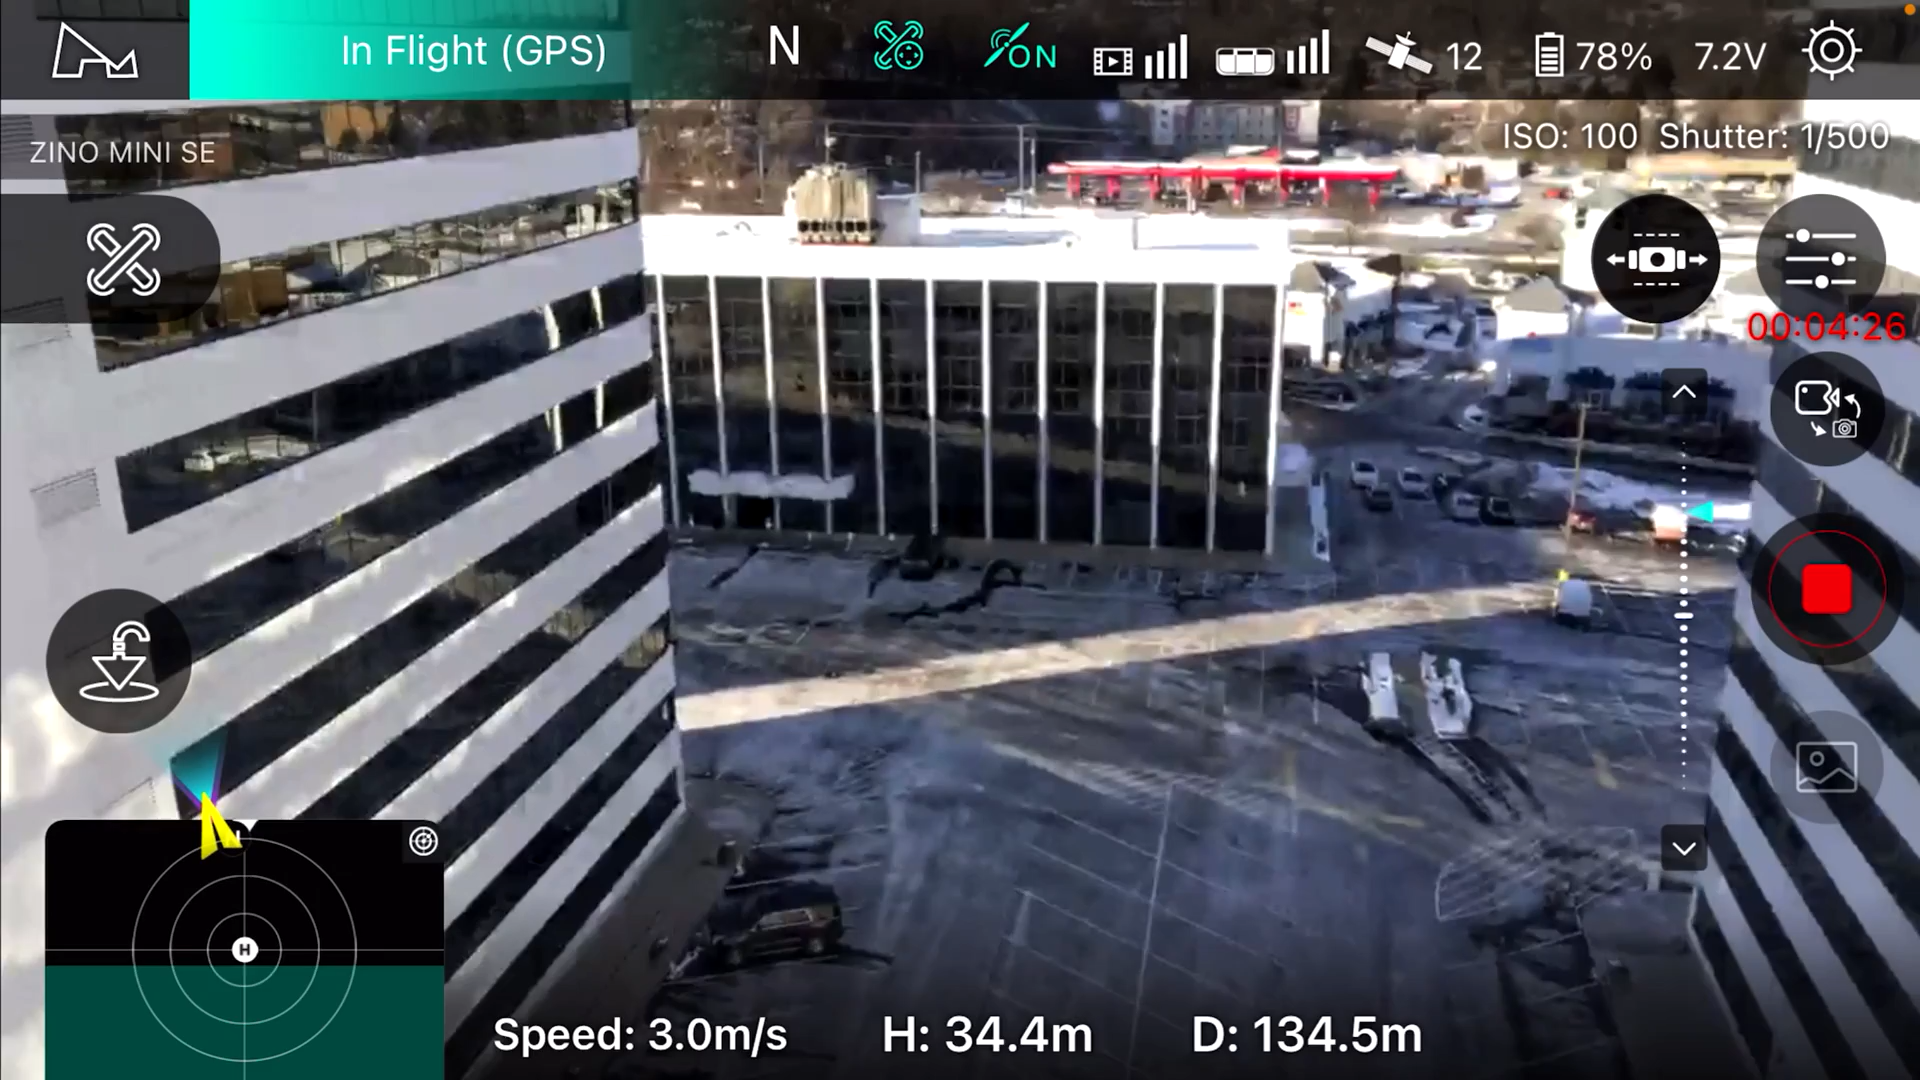 In Flight (GPS)
N
ON
12
78%
7.2V
ZINO MINI SE
ISO: 100 Shutter: 1/500
00:04:26
H
Speed: 3.0m/s
H: 34.4m
D: 134.5m